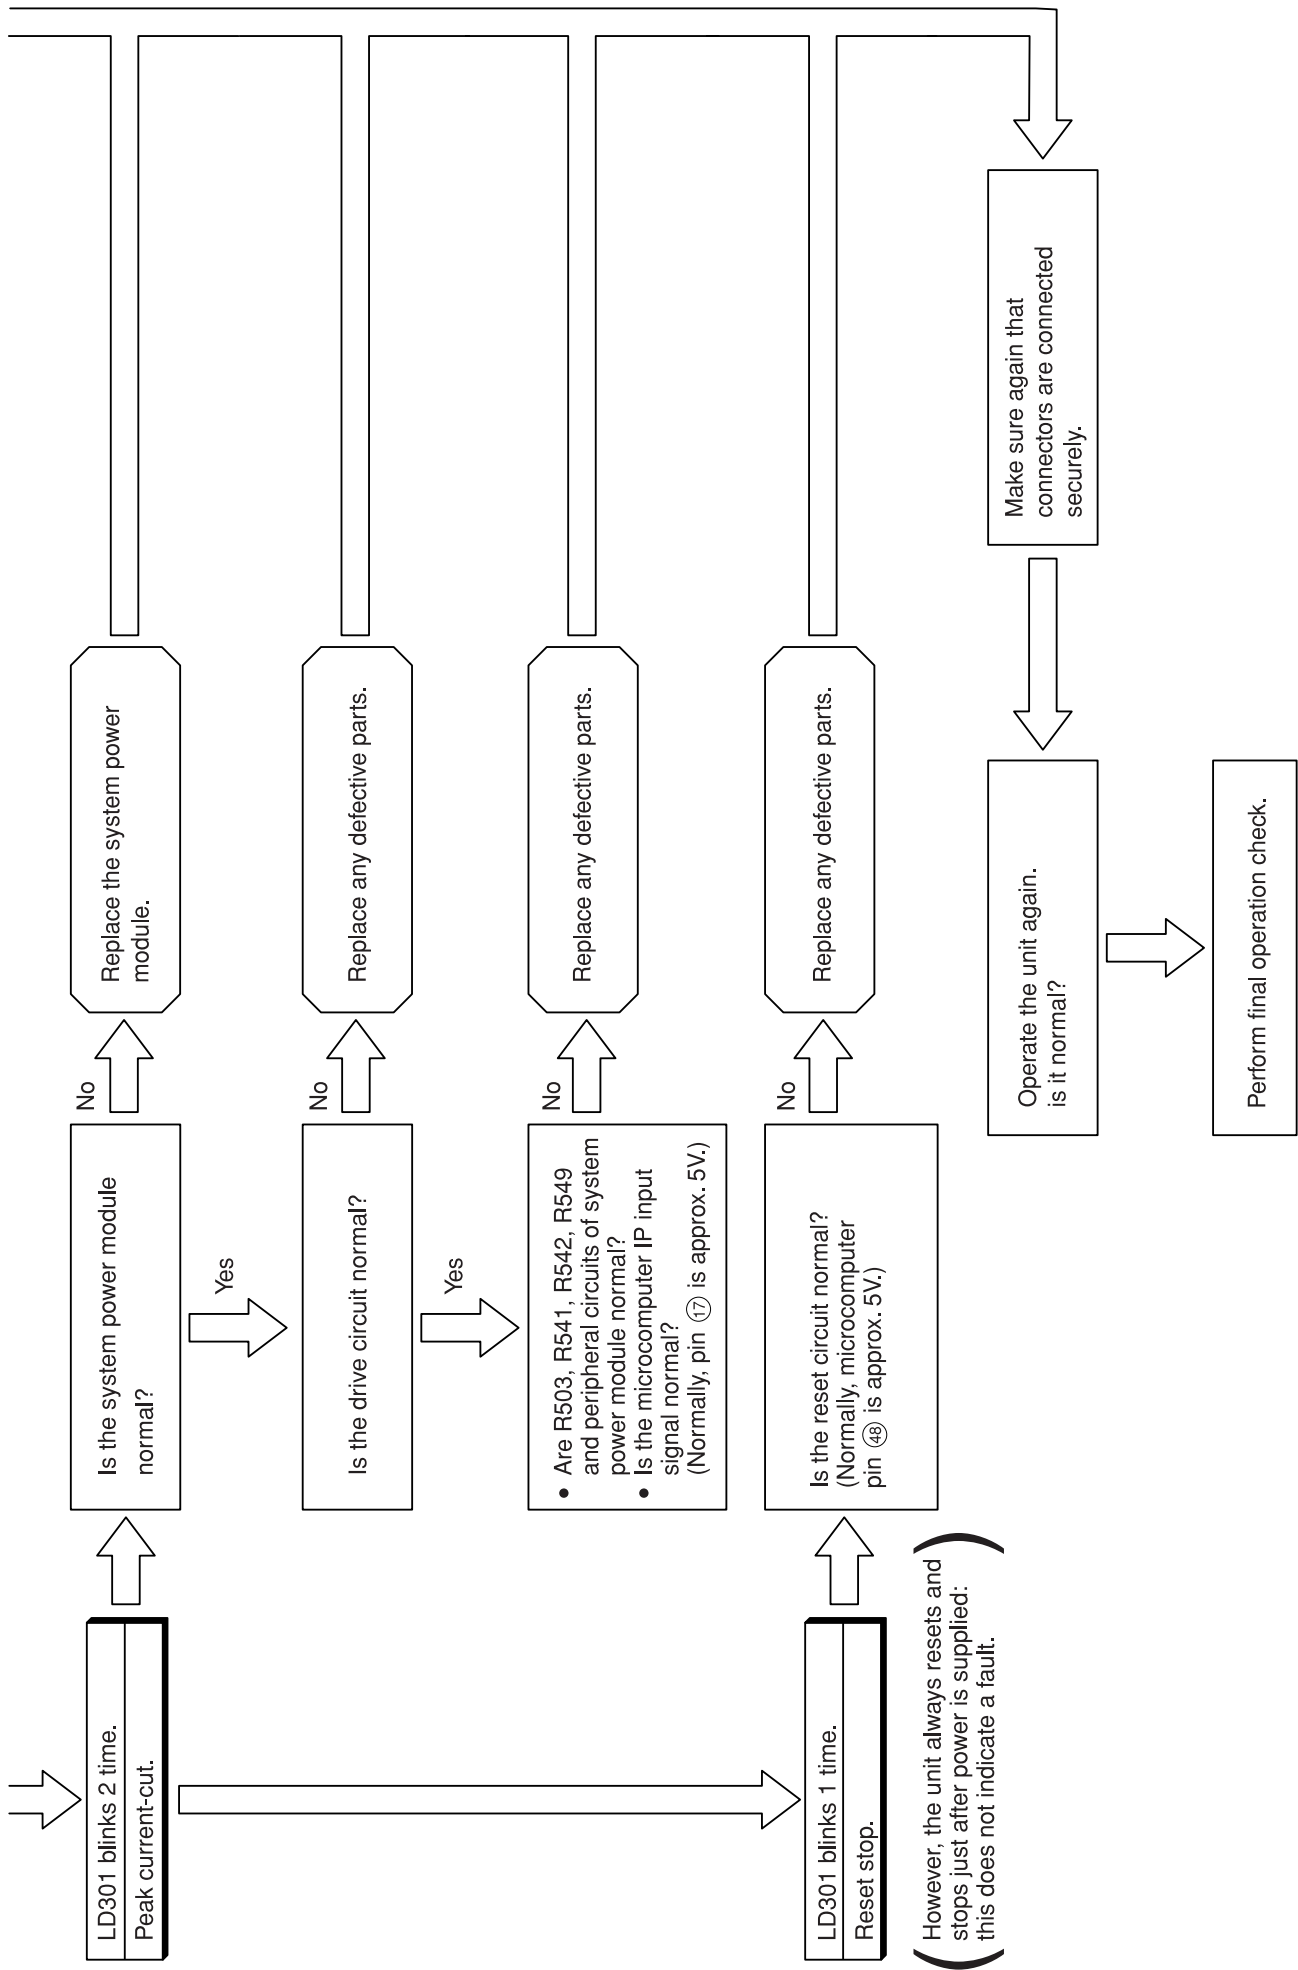 LD301 blinks 2 time.
Peak current-cut.
Is the system power module
normal?
No
Replace the system power
module.
Yes
Is the drive circuit normal?
No
Replace any defective parts.
Yes
• Are R503, R541, R542, R549
and peripheral circuits of system
power module normal?
• Is the microcomputer IP input
signal normal?
(Normally, pin ⑰ is approx. 5V.)
No
Replace any defective parts.
LD301 blinks 1 time.
Reset stop.
Is the reset circuit normal?
(Normally, microcomputer
pin ㊽ is approx. 5V.)
No
Replace any defective parts.
(However, the unit always resets and
stops just after power is supplied:
this does not indicate a fault.)
Make sure again that
connectors are connected
securely.
Operate the unit again.
is it normal?
Perform final operation check.